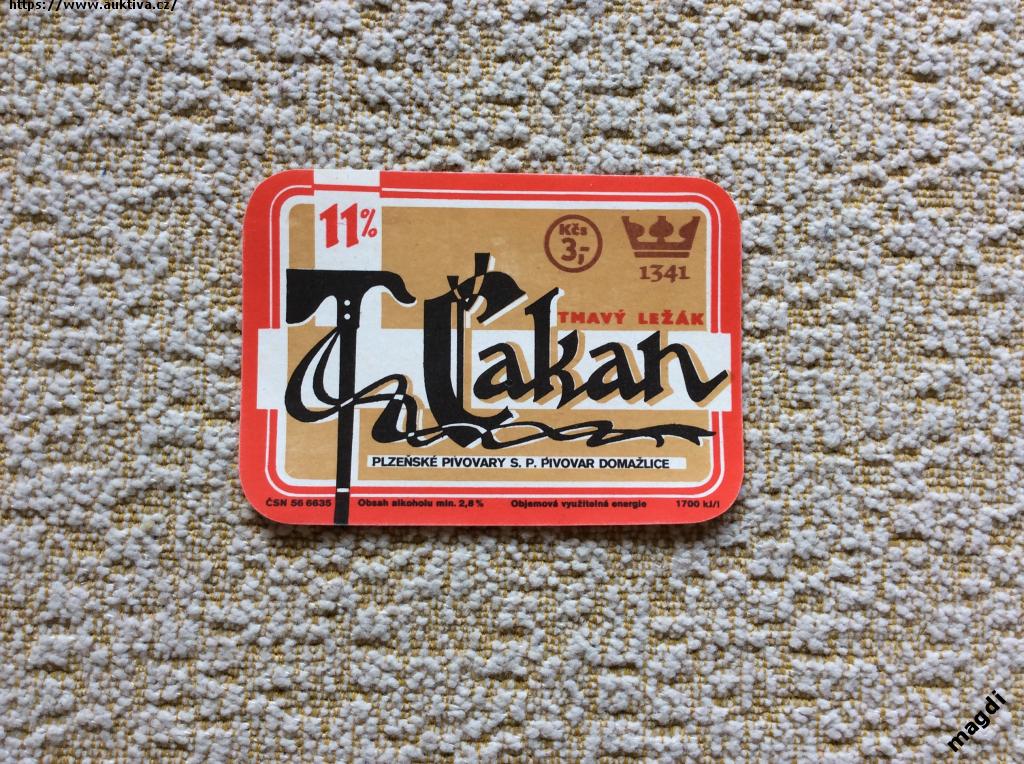 https://www.auktiva.cz/
11%
Kčs
3,-
1341
TMAVÝ LEŽÁK
Čakan
PLZEŇSKÉ PIVOVARY S. P. PIVOVAR DOMAŽLICE
ČSN 56 6635 Obsah alkoholu min. 2,8% Objemová využitelná energie 1700 kJ/l
magdi